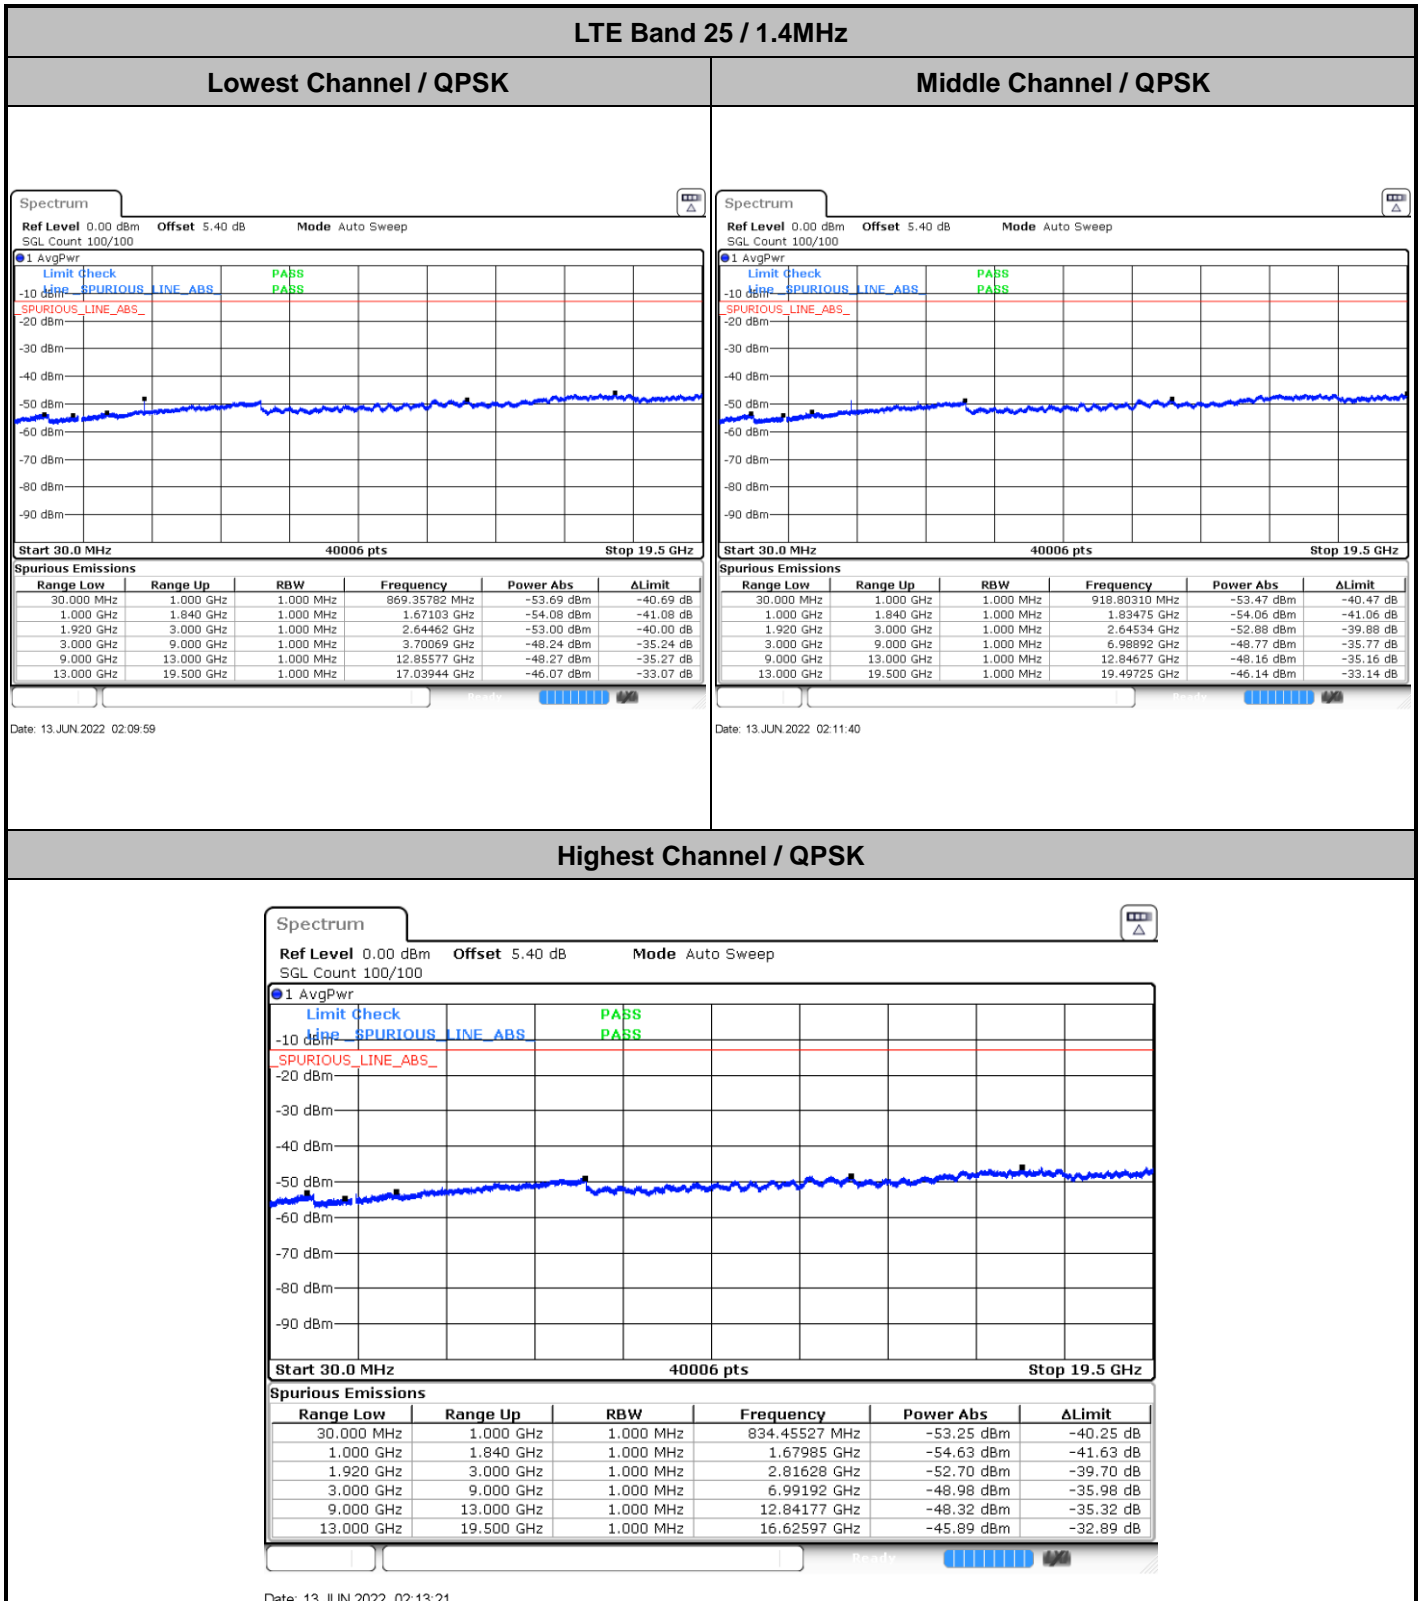 LTE Band 25 / 1.4MHz
Lowest Channel / QPSK
Middle Channel / QPSK
Spectrum
Ref Level 0.00 dBm Offset 5.40 dB Mode Auto Sweep
SGL Count 100/100
1 AvgPwr
Limit Check PASS
Line _SPURIOUS_LINE_ABS_ PASS
-10 dBm
_SPURIOUS_LINE_ABS_
-20 dBm
-30 dBm
-40 dBm
-50 dBm
-60 dBm
-70 dBm
-80 dBm
-90 dBm
Start 30.0 MHz 40006 pts Stop 19.5 GHz
Spurious Emissions
Range Low Range Up RBW Frequency Power Abs ΔLimit
30.000 MHz 1.000 GHz 1.000 MHz 869.35782 MHz -53.69 dBm -40.69 dB
1.000 GHz 1.840 GHz 1.000 MHz 1.67103 GHz -54.08 dBm -41.08 dB
1.920 GHz 3.000 GHz 1.000 MHz 2.64462 GHz -53.00 dBm -40.00 dB
3.000 GHz 9.000 GHz 1.000 MHz 3.70069 GHz -48.24 dBm -35.24 dB
9.000 GHz 13.000 GHz 1.000 MHz 12.85577 GHz -48.27 dBm -35.27 dB
13.000 GHz 19.500 GHz 1.000 MHz 17.03944 GHz -46.07 dBm -33.07 dB
Ready
Date: 13.JUN.2022 02:09:59
Spectrum
Ref Level 0.00 dBm Offset 5.40 dB Mode Auto Sweep
SGL Count 100/100
1 AvgPwr
Limit Check PASS
Line _SPURIOUS_LINE_ABS_ PASS
-10 dBm
_SPURIOUS_LINE_ABS_
-20 dBm
-30 dBm
-40 dBm
-50 dBm
-60 dBm
-70 dBm
-80 dBm
-90 dBm
Start 30.0 MHz 40006 pts Stop 19.5 GHz
Spurious Emissions
Range Low Range Up RBW Frequency Power Abs ΔLimit
30.000 MHz 1.000 GHz 1.000 MHz 918.80310 MHz -53.47 dBm -40.47 dB
1.000 GHz 1.840 GHz 1.000 MHz 1.83475 GHz -54.06 dBm -41.06 dB
1.920 GHz 3.000 GHz 1.000 MHz 2.64534 GHz -52.88 dBm -39.88 dB
3.000 GHz 9.000 GHz 1.000 MHz 6.98892 GHz -48.77 dBm -35.77 dB
9.000 GHz 13.000 GHz 1.000 MHz 12.84677 GHz -48.16 dBm -35.16 dB
13.000 GHz 19.500 GHz 1.000 MHz 19.49725 GHz -46.14 dBm -33.14 dB
Ready
Date: 13.JUN.2022 02:11:40
Highest Channel / QPSK
Spectrum
Ref Level 0.00 dBm Offset 5.40 dB Mode Auto Sweep
SGL Count 100/100
1 AvgPwr
Limit Check PASS
Line _SPURIOUS_LINE_ABS_ PASS
-10 dBm
_SPURIOUS_LINE_ABS_
-20 dBm
-30 dBm
-40 dBm
-50 dBm
-60 dBm
-70 dBm
-80 dBm
-90 dBm
Start 30.0 MHz 40006 pts Stop 19.5 GHz
Spurious Emissions
Range Low Range Up RBW Frequency Power Abs ΔLimit
30.000 MHz 1.000 GHz 1.000 MHz 834.45527 MHz -53.25 dBm -40.25 dB
1.000 GHz 1.840 GHz 1.000 MHz 1.67985 GHz -54.63 dBm -41.63 dB
1.920 GHz 3.000 GHz 1.000 MHz 2.81628 GHz -52.70 dBm -39.70 dB
3.000 GHz 9.000 GHz 1.000 MHz 6.99192 GHz -48.98 dBm -35.98 dB
9.000 GHz 13.000 GHz 1.000 MHz 12.84177 GHz -48.32 dBm -35.32 dB
13.000 GHz 19.500 GHz 1.000 MHz 16.62597 GHz -45.89 dBm -32.89 dB
Ready
Date: 13.JUN.2022 02:13:21